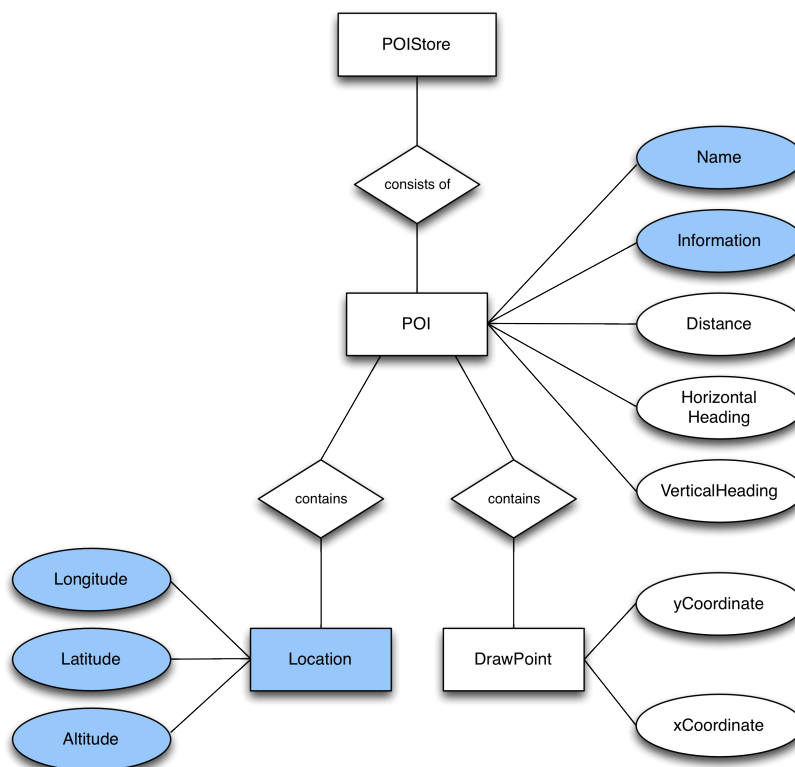 POIStore
consists of
Name
Information
POI
Distance
Horizontal
Heading
VerticalHeading
contains
contains
Longitude
yCoordinate
Latitude
Location
DrawPoint
xCoordinate
Altitude